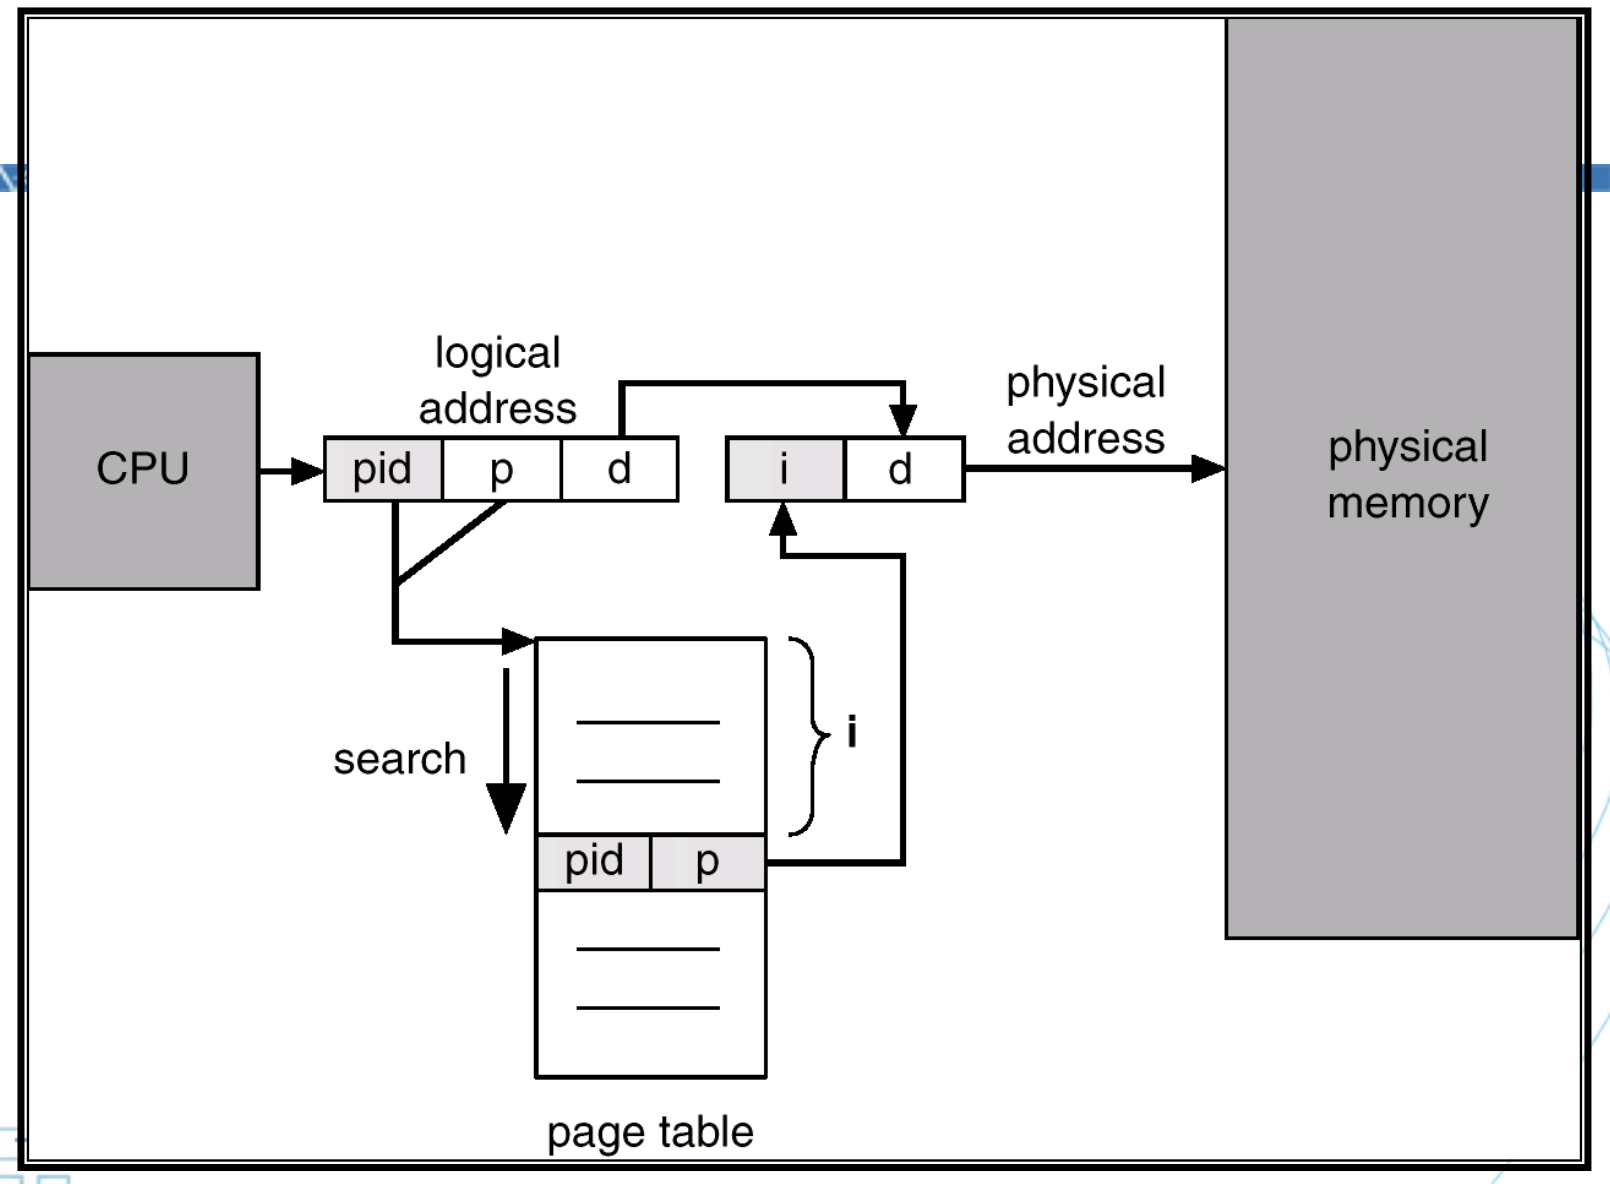 logical
address
physical
address
CPU
pid p d
i d
physical
memory
search
i
pid p
page table